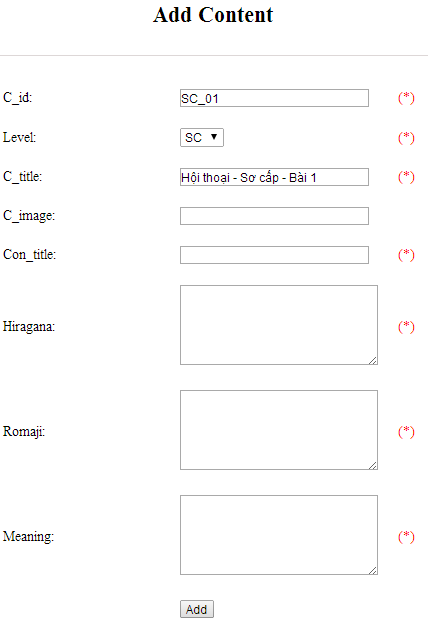 Add Content
C_id: SC_01 (*)
Level: SC (*)
C_title: Hội thoại - Sơ cấp - Bài 1 (*)
C_image:
Con_title: (*)
Hiragana: (*)
Romaji: (*)
Meaning: (*)
Add